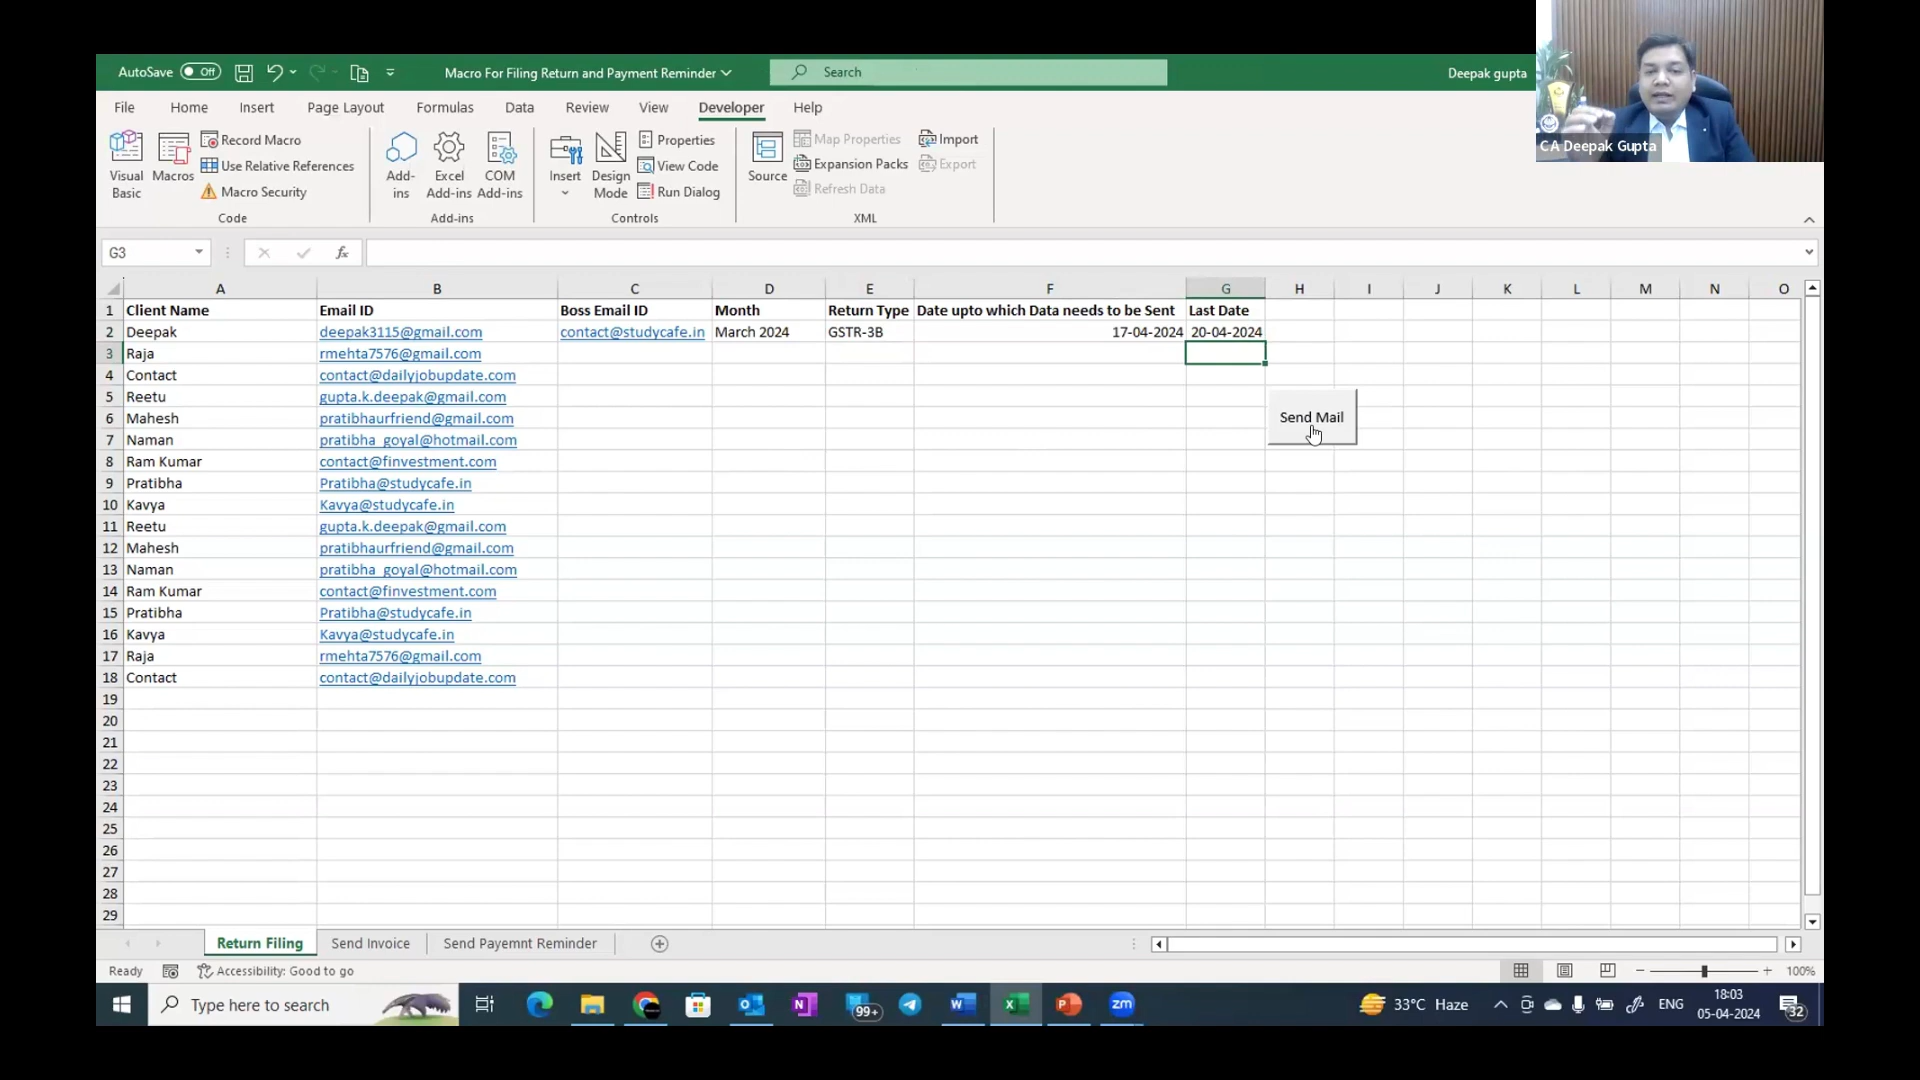 AutoSave Off Macro For Filing Return and Payment Reminder Search Deepak gupta
File Home Insert Page Layout Formulas Data Review View Developer Help
CA Deepak Gupta
Visual Basic
Macros
Record Macro
Use Relative References
Macro Security
Code
Add-ins
Excel Add-ins
COM Add-ins
Add-ins
Insert
Design Mode
Properties
View Code
Run Dialog
Controls
Source
Map Properties
Expansion Packs
Refresh Data
Import
Export
XML
G3 fx
A B C D E F G H I J K L M N O
1 Client Name Email ID Boss Email ID Month Return Type Date upto which Data needs to be Sent Last Date
2 Deepak deepak3115@gmail.com contact@studycafe.in March 2024 GSTR-3B 17-04-2024 20-04-2024
3 Raja rmehta7576@gmail.com
4 Contact contact@dailyjobupdate.com
5 Reetu gupta.k.deepak@gmail.com
6 Mahesh pratibhaurfriend@gmail.com
Send Mail
7 Naman pratibha_goyal@hotmail.com
8 Ram Kumar contact@finvestment.com
9 Pratibha Pratibha@studycafe.in
10 Kavya Kavya@studycafe.in
11 Reetu gupta.k.deepak@gmail.com
12 Mahesh pratibhaurfriend@gmail.com
13 Naman pratibha_goyal@hotmail.com
14 Ram Kumar contact@finvestment.com
15 Pratibha Pratibha@studycafe.in
16 Kavya Kavya@studycafe.in
17 Raja rmehta7576@gmail.com
18 Contact contact@dailyjobupdate.com
19
20
21
22
23
24
25
26
27
28
29
Return Filing Send Invoice Send Payemnt Reminder
Ready Accessibility: Good to go 100%
Type here to search 99+ zm 33°C Haze ENG 18:03
05-04-2024 32